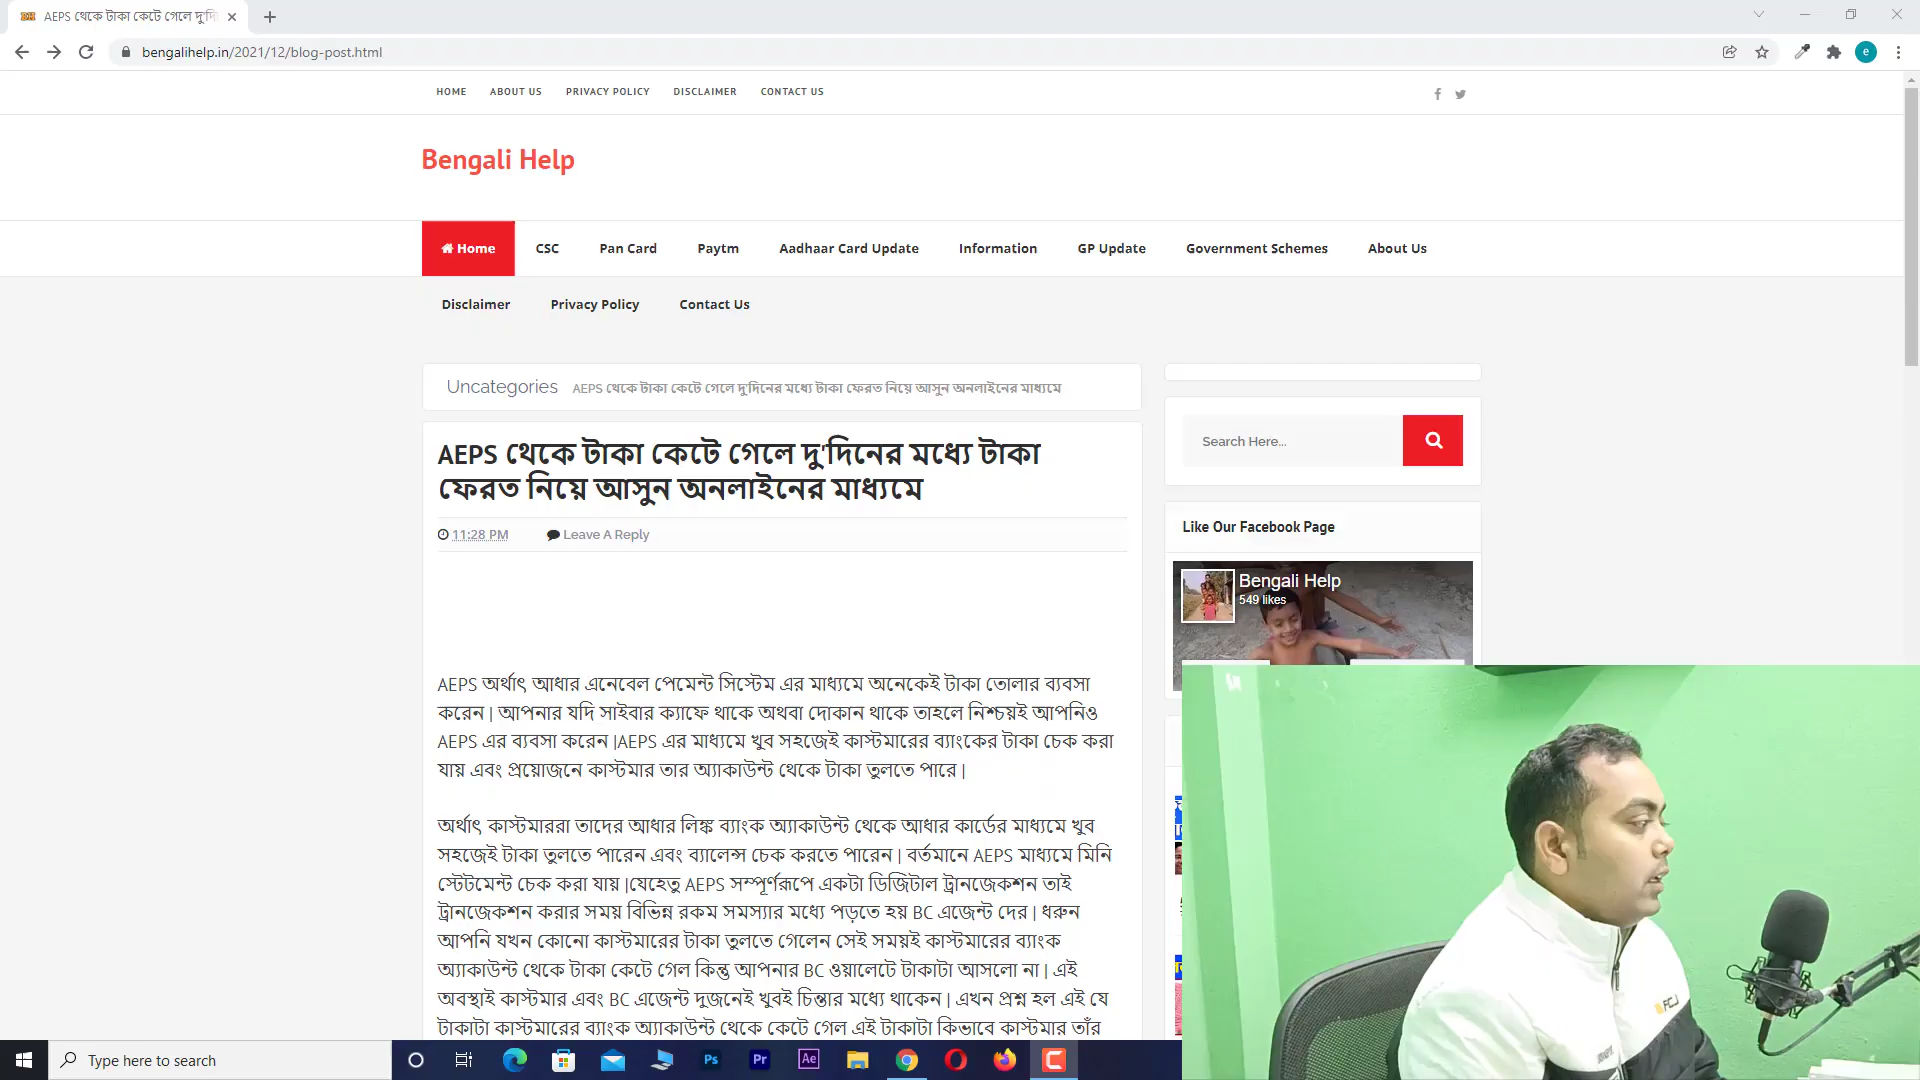 AEPS থেকে টাকা কেটে গেলে দু'দি
bengalihelp.in/2021/12/blog-post.html
e
HOME ABOUT US PRIVACY POLICY DISCLAIMER CONTACT US
Bengali Help
Home CSC Pan Card Paytm Aadhaar Card Update Information GP Update Government Schemes About Us
Disclaimer Privacy Policy Contact Us
Uncategories AEPS থেকে টাকা কেটে গেলে দু'দিনের মধ্যে টাকা ফেরত নিয়ে আসুন অনলাইনের মাধ্যমে
AEPS থেকে টাকা কেটে গেলে দু'দিনের মধ্যে টাকা
ফেরত নিয়ে আসুন অনলাইনের মাধ্যমে
Search Here...
11:28 PM Leave A Reply
Like Our Facebook Page
Bengali Help
549 likes
AEPS অর্থাৎ আধার এনেবেল পেমেন্ট সিস্টেম এর মাধ্যমে অনেকেই টাকা তোলার ব্যবসা
করেন | আপনার যদি সাইবার ক্যাফে থাকে অথবা দোকান থাকে তাহলে নিশ্চয়ই আপনিও
AEPS এর ব্যবসা করেন |AEPS এর মাধ্যমে খুব সহজেই কাস্টমারের ব্যাংকের টাকা চেক করা
যায় এবং প্রয়োজনে কাস্টমার তার অ্যাকাউন্ট থেকে টাকা তুলতে পারে |
অর্থাৎ কাস্টমাররা তাদের আধার লিঙ্ক ব্যাংক অ্যাকাউন্ট থেকে আধার কার্ডের মাধ্যমে খুব
সহজেই টাকা তুলতে পারেন এবং ব্যালেন্স চেক করতে পারেন | বর্তমানে AEPS মাধ্যমে মিনি
স্টেটমেন্ট চেক করা যায় |যেহেতু AEPS সম্পূর্ণরূপে একটা ডিজিটাল ট্রানজেকশন তাই
ট্রানজেকশন করার সময় বিভিন্ন রকম সমস্যার মধ্যে পড়তে হয় BC এজেন্ট দের | ধরুন
আপনি যখন কোনো কাস্টমারের টাকা তুলতে গেলেন সেই সময়ই কাস্টমারের ব্যাংক
অ্যাকাউন্ট থেকে টাকা কেটে গেল কিন্তু আপনার BC ওয়ালেটে টাকাটা আসলো না | এই
অবস্থাই কাস্টমার এবং BC এজেন্ট দুজনেই খুবই চিন্তার মধ্যে থাকেন | এখন প্রশ্ন হল এই যে
টাকাটা কাস্টমারের ব্যাংক অ্যাকাউন্ট থেকে কেটে গেল এই টাকাটা কিভাবে কাস্টমার তাঁর
FCJ
Type here to search
Ps Pr Ae